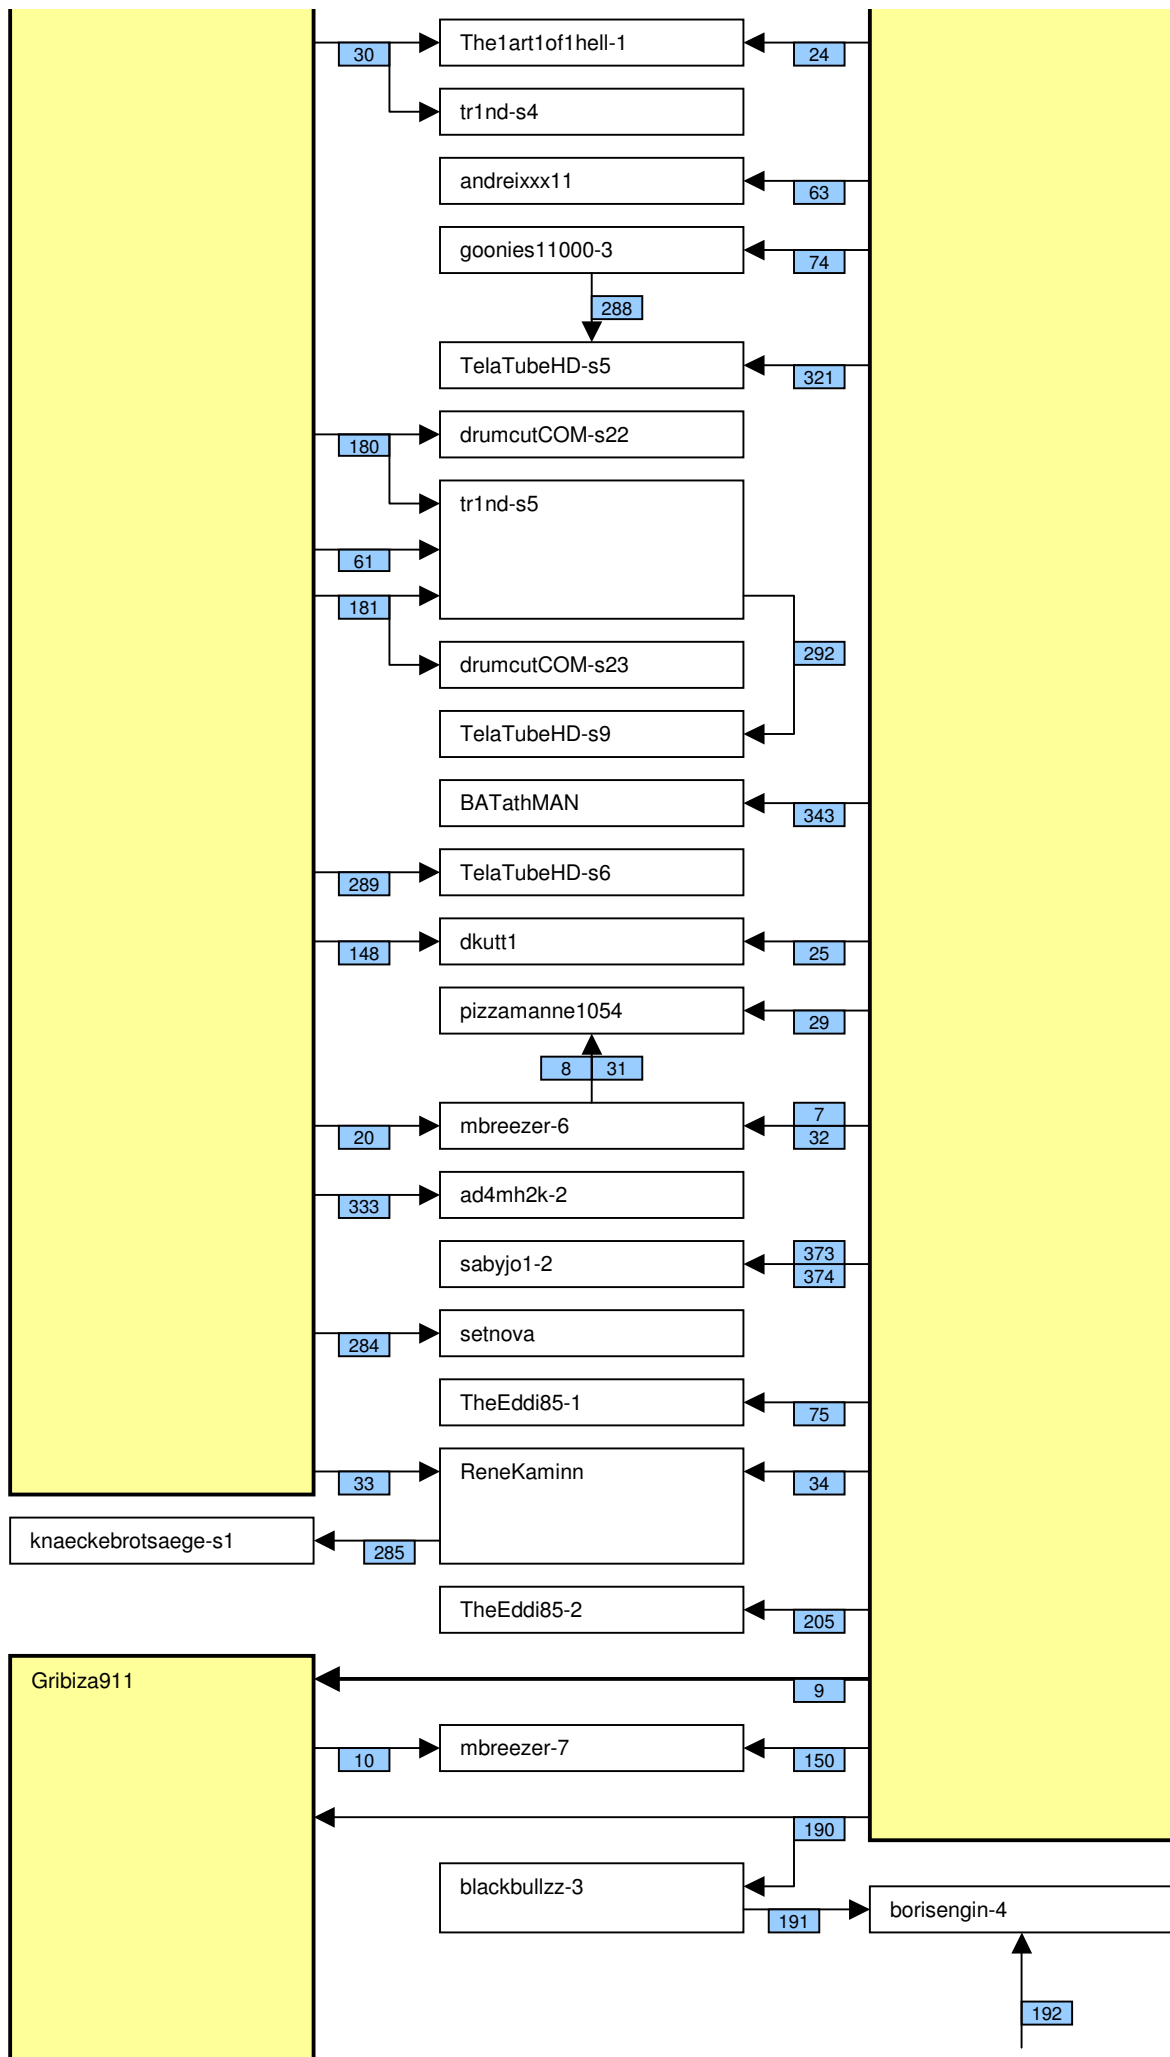 The1art1of1hell-1
30
24
tr1nd-s4
andreixxx11
63
goonies11000-3
74
288
TelaTubeHD-s5
321
drumcutCOM-s22
180
tr1nd-s5
61
181
292
drumcutCOM-s23
TelaTubeHD-s9
BATathMAN
343
TelaTubeHD-s6
289
dkutt1
148
25
pizzamanne1054
29
8 31
7
mbreezer-6
20
32
ad4mh2k-2
333
373
sabyjo1-2
374
setnova
284
TheEddi85-1
75
ReneKaminn
33
34
knaeckebrotsaege-s1
285
TheEddi85-2
205
Gribiza911
9
mbreezer-7
10
150
190
blackbullzz-3
borisengin-4
191
192